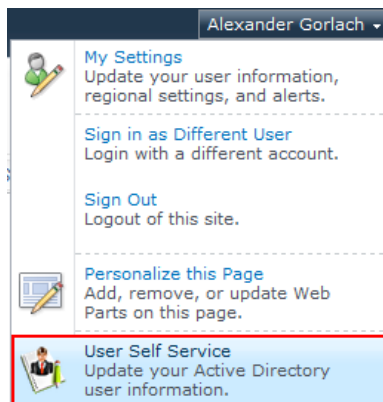 Alexander Gorlach
My Settings
Update your user information,
regional settings, and alerts.
Sign in as Different User
Login with a different account.
Sign Out
Logout of this site.
Personalize this Page
Add, remove, or update Web
Parts on this page.
User Self Service
Update your Active Directory
user information.